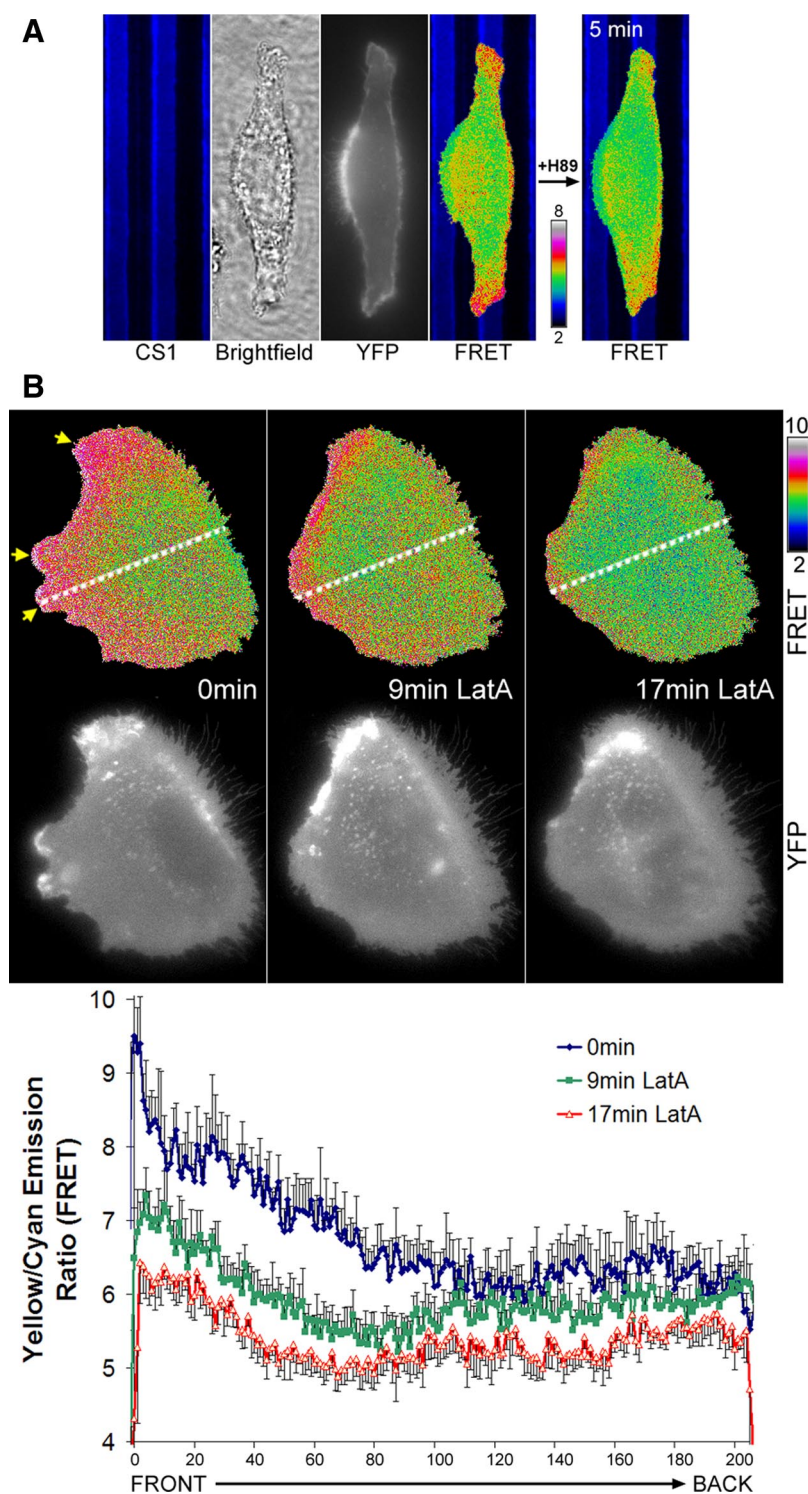 A
5 min
+H89
8
2
CS1
Brightfield
YFP
FRET
FRET
B
10
2
FRET
0min
9min LatA
17min LatA
YFP
Yellow/Cyan Emission
Ratio (FRET)
10
9
8
7
6
5
4
0min
9min LatA
17min LatA
0 20 40 60 80 100 120 140 160 180 200
FRONT
BACK